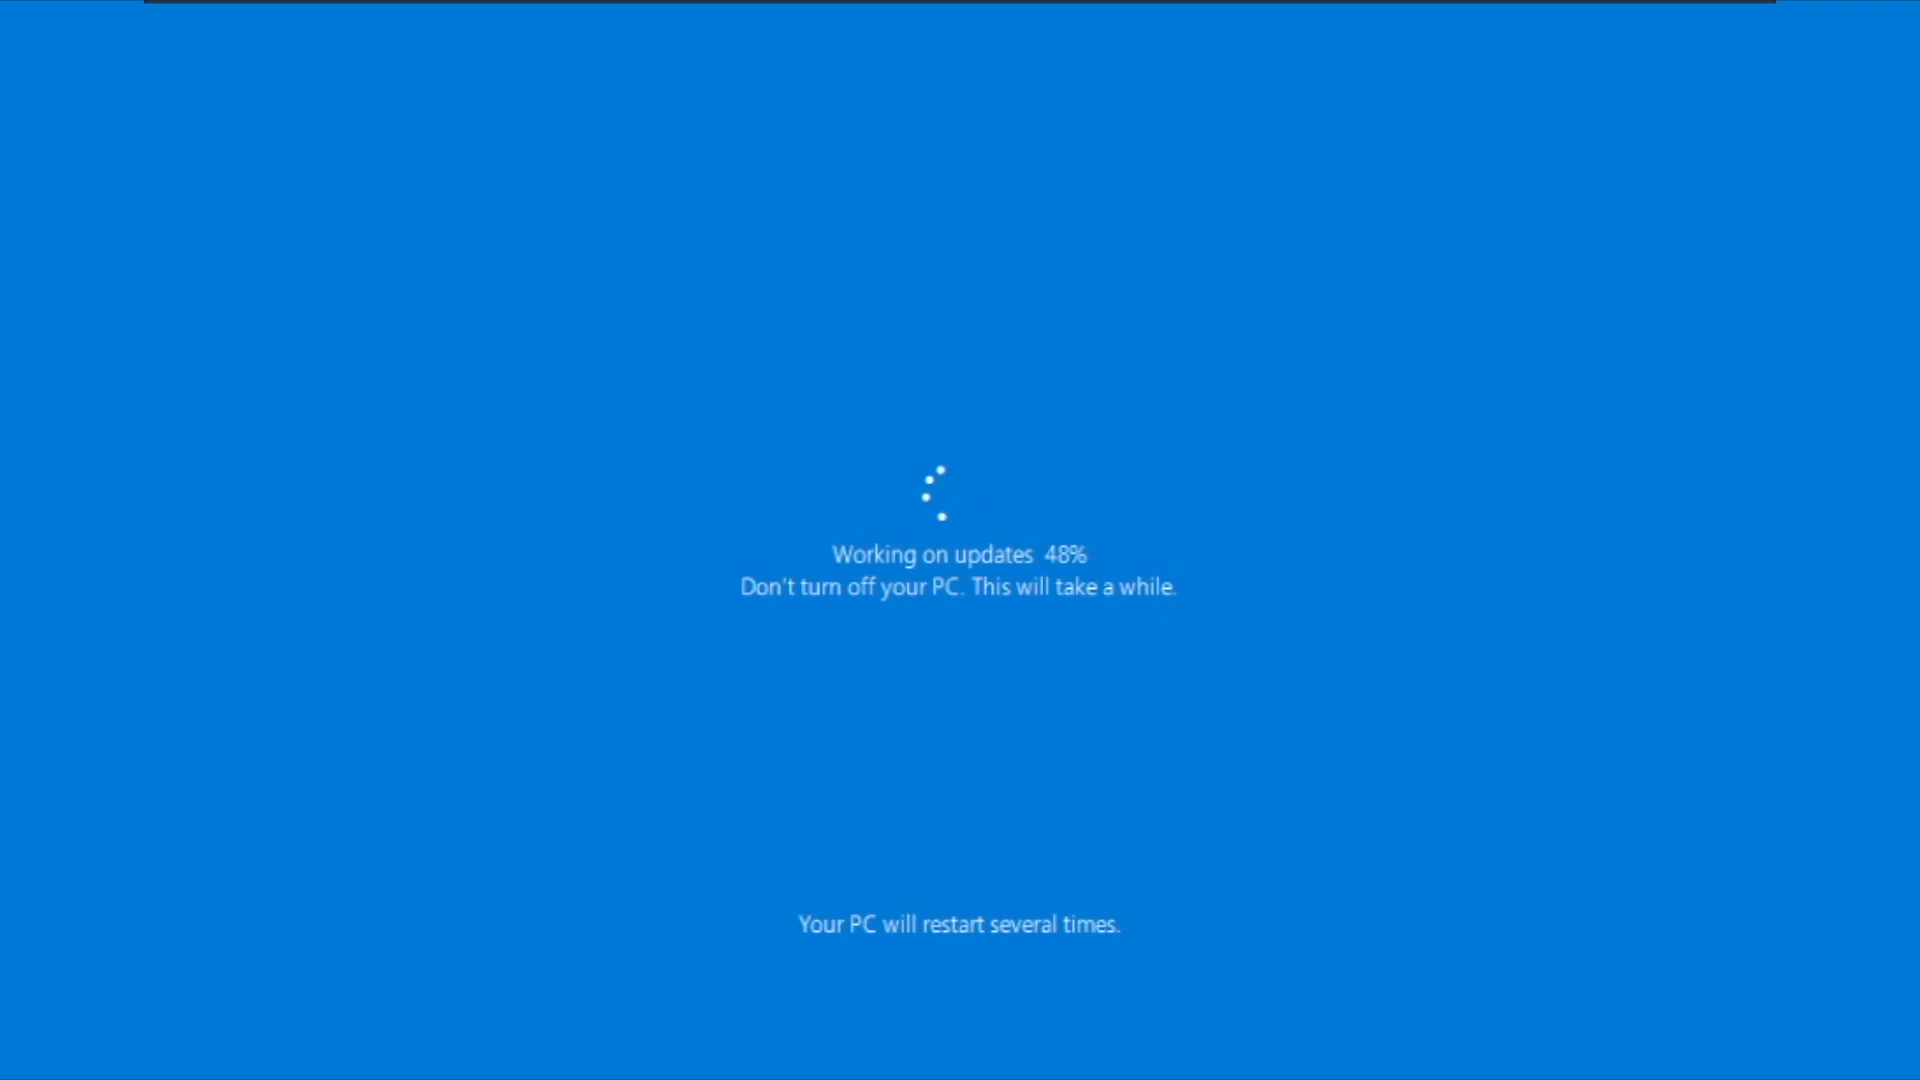 Working on updates  48%
Don't turn off your PC. This will take a while.
Your PC will restart several times.